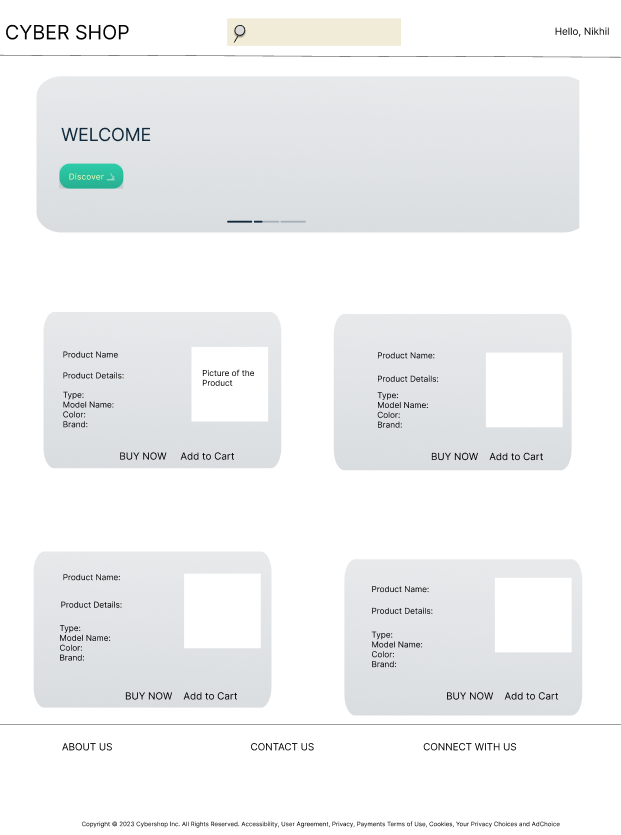 CYBER SHOP
Hello, Nikhil
WELCOME
Discover
Product Name
Product Details:
Type:
Model Name:
Color:
Brand:
Picture of the
Product
BUY NOW
Add to Cart
Product Name:
Product Details:
Type:
Model Name:
Color:
Brand:
BUY NOW
Add to Cart
Product Name:
Product Details:
Type:
Model Name:
Color:
Brand:
BUY NOW
Add to Cart
Product Name:
Product Details:
Type:
Model Name:
Color:
Brand:
BUY NOW
Add to Cart
ABOUT US
CONTACT US
CONNECT WITH US
Copyright © 2023 Cybershop Inc. All Rights Reserved. Accessibility, User Agreement, Privacy, Payments Terms of Use, Cookies, Your Privacy Choices and AdChoice